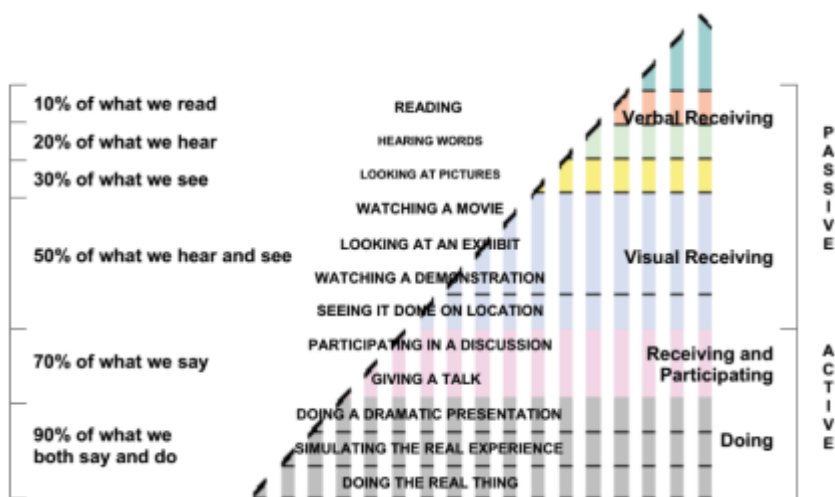 10% of what we read
READING
Verbal Receiving
20% of what we hear
HEARING WORDS
30% of what we see
LOOKING AT PICTURES
WATCHING A MOVIE
50% of what we hear and see
LOOKING AT AN EXHIBIT
Visual Receiving
WATCHING A DEMONSTRATION
SEEING IT DONE ON LOCATION
PASSIVE
70% of what we say
PARTICIPATING IN A DISCUSSION
GIVING A TALK
Receiving and
Participating
90% of what we
both say and do
DOING A DRAMATIC PRESENTATION
SIMULATING THE REAL EXPERIENCE
DOING THE REAL THING
Doing
ACTIVE